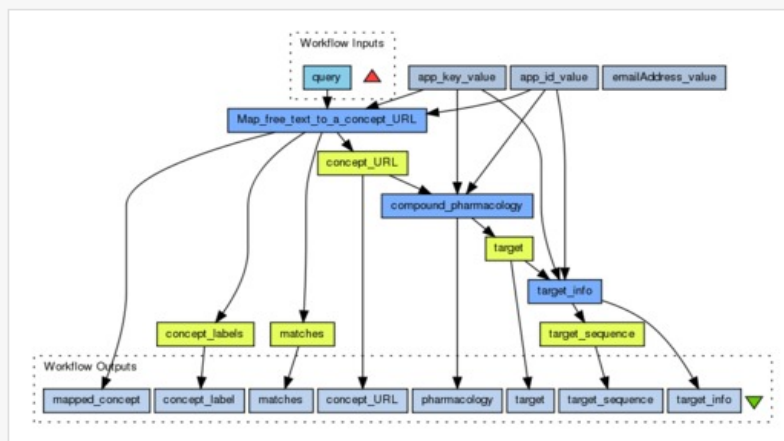 Workflow Inputs
query
app_key_value
app_id_value
emailAddress_value
Map_free_text_to_a_concept_URL
concept_URL
compound_pharmacology
target
target_info
concept_labels
matches
target_sequence
Workflow Outputs
mapped_concept
concept_label
matches
concept_URL
pharmacology
target
target_sequence
target_info